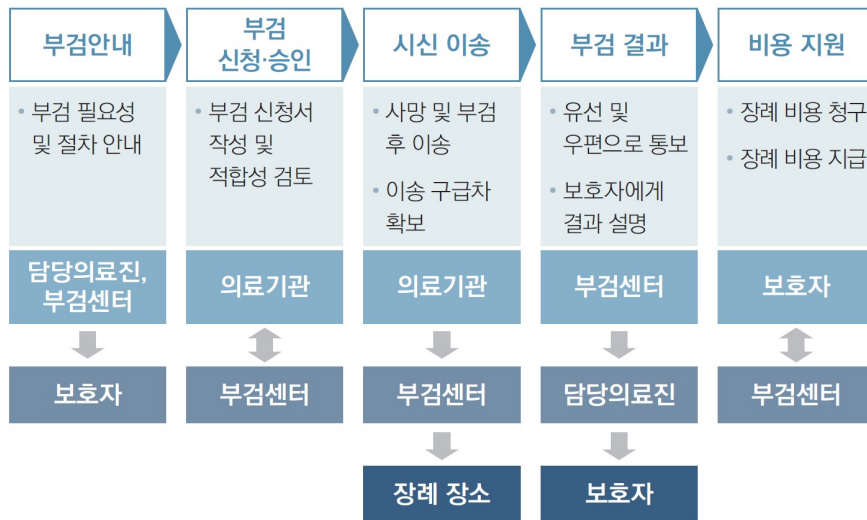 부검안내
부검
신청·승인
시신 이송
부검 결과
비용 지원
• 부검 필요성
및 절차 안내
• 부검 신청서
작성 및
적합성 검토
• 사망 및 부검
후 이송
• 이송 구급차
확보
• 유선 및
우편으로 통보
• 보호자에게
결과 설명
• 장례 비용 청구
• 장례 비용 지급
담당의료진,
부검센터
의료기관
의료기관
부검센터
보호자
보호자
부검센터
부검센터
담당의료진
부검센터
장례 장소
보호자